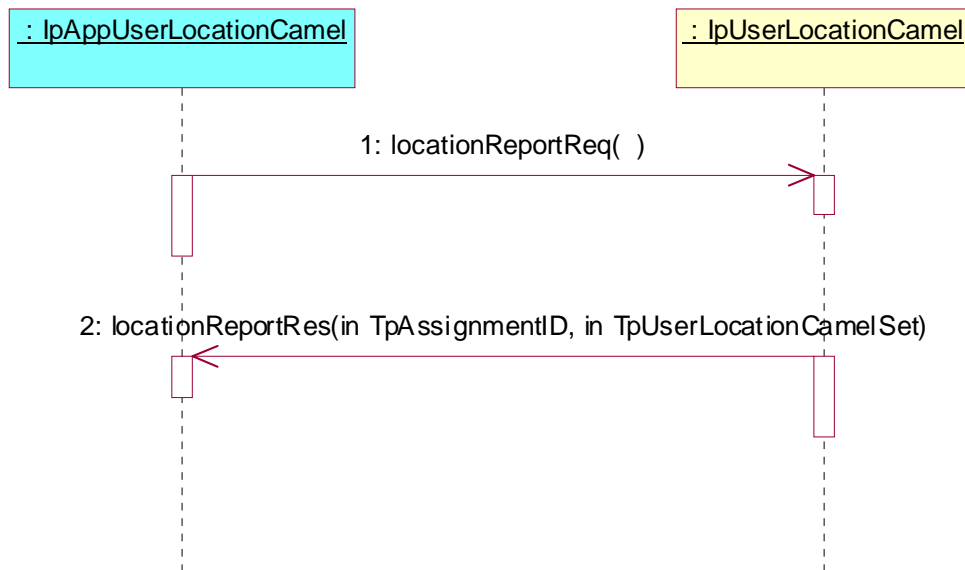 : IpAppUserLocationCamel
: IpUserLocationCamel
1: locationReportReq( )
2: locationReportRes(in TpAssignmentID, in TpUserLocationCamelSet)